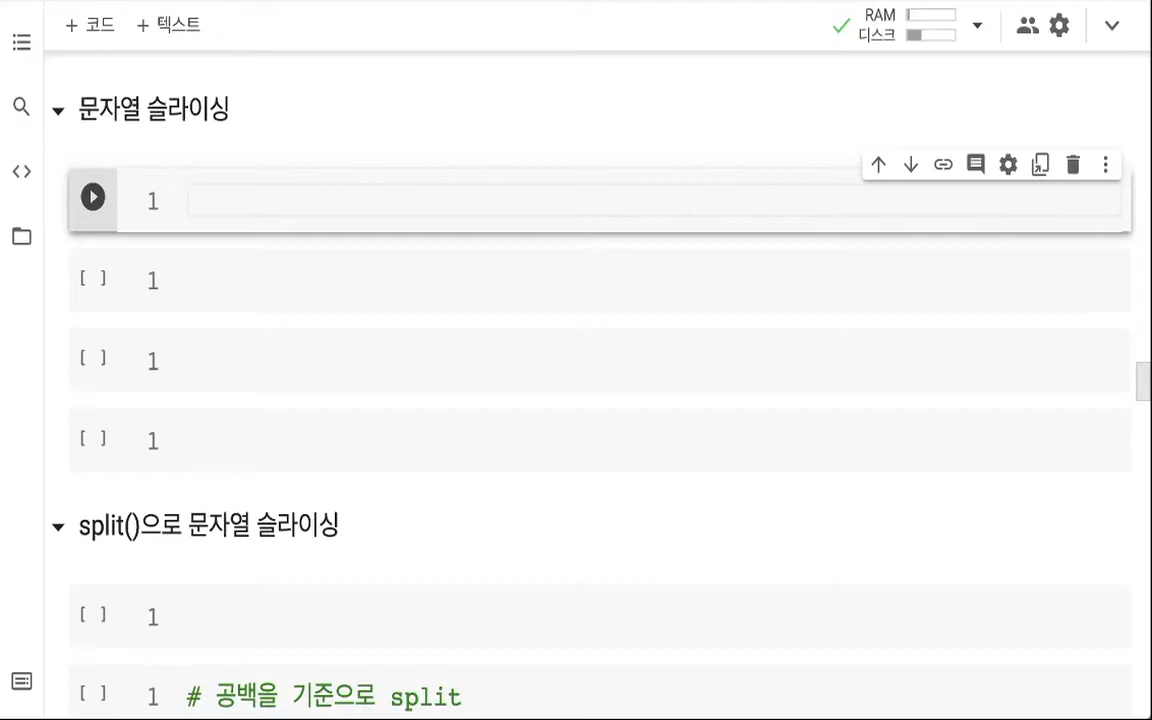 + 코드 + 텍스트
RAM
디스크
문자열 슬라이싱
1
[ ] 1
[ ] 1
[ ] 1
split()으로 문자열 슬라이싱
[ ] 1
[ ] 1 # 공백을 기준으로 split